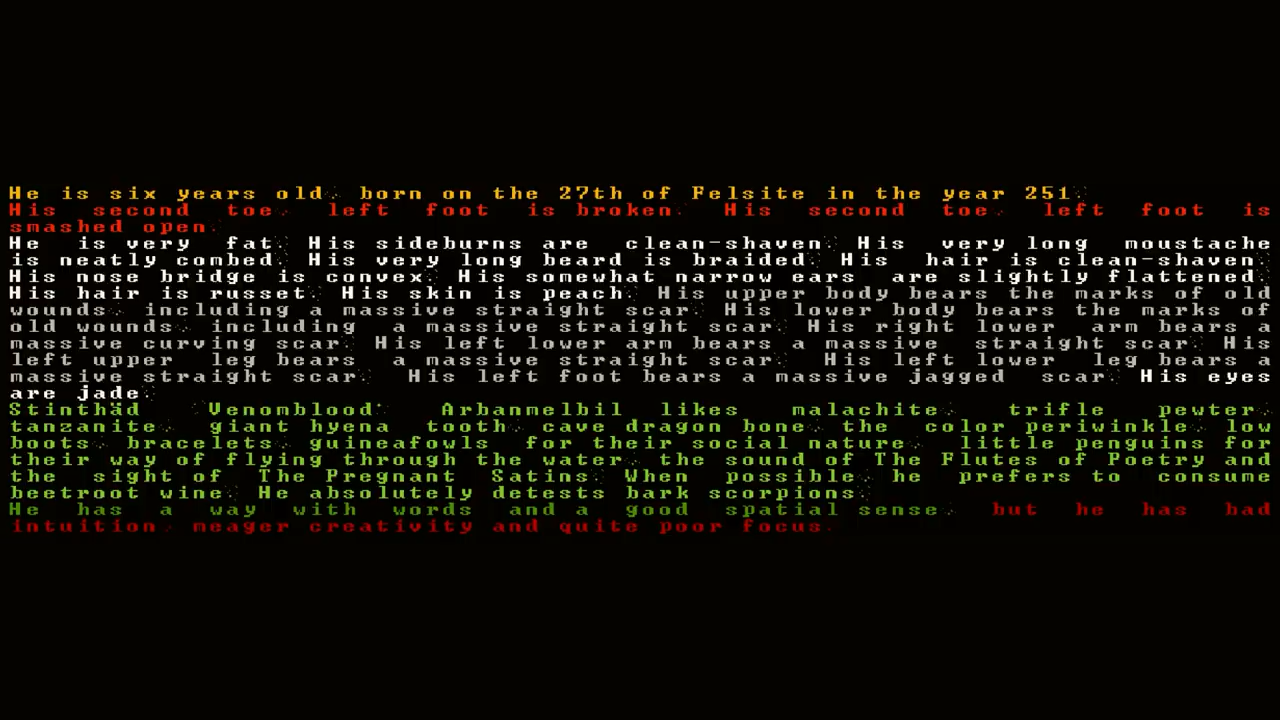 He is six years old, born on the 27th of Felsite in the year 251.
His second toe, left foot is broken. His second toe, left foot is
smashed open.
He is very fat. His sideburns are clean-shaven. His very long moustache
is neatly combed. His very long beard is braided. His hair is clean-shaven.
His nose bridge is convex. His somewhat narrow ears are slightly flattened.
His hair is russet. His skin is peach. His upper body bears the marks of old
wounds, including a massive straight scar. His lower body bears the marks of
old wounds, including a massive straight scar. His right lower arm bears a
massive curving scar. His left lower arm bears a massive straight scar. His
left upper leg bears a massive straight scar. His left lower leg bears a
massive straight scar. His left foot bears a massive jagged scar. His eyes
are jade.
Stinthäd "Venomblood" Arbanmelbil likes malachite, trifle pewter,
tanzanite, giant hyena tooth, cave dragon bone, the color periwinkle, low
boots, bracelets, guineafowls for their social nature, little penguins for
their way of flying through the water, the sound of The Flutes of Poetry and
the sight of The Pregnant Satins. When possible, he prefers to consume
beetroot wine. He absolutely detests bark scorpions.
He has a way with words and a good spatial sense, but he has bad
intuition, meager creativity and quite poor focus.